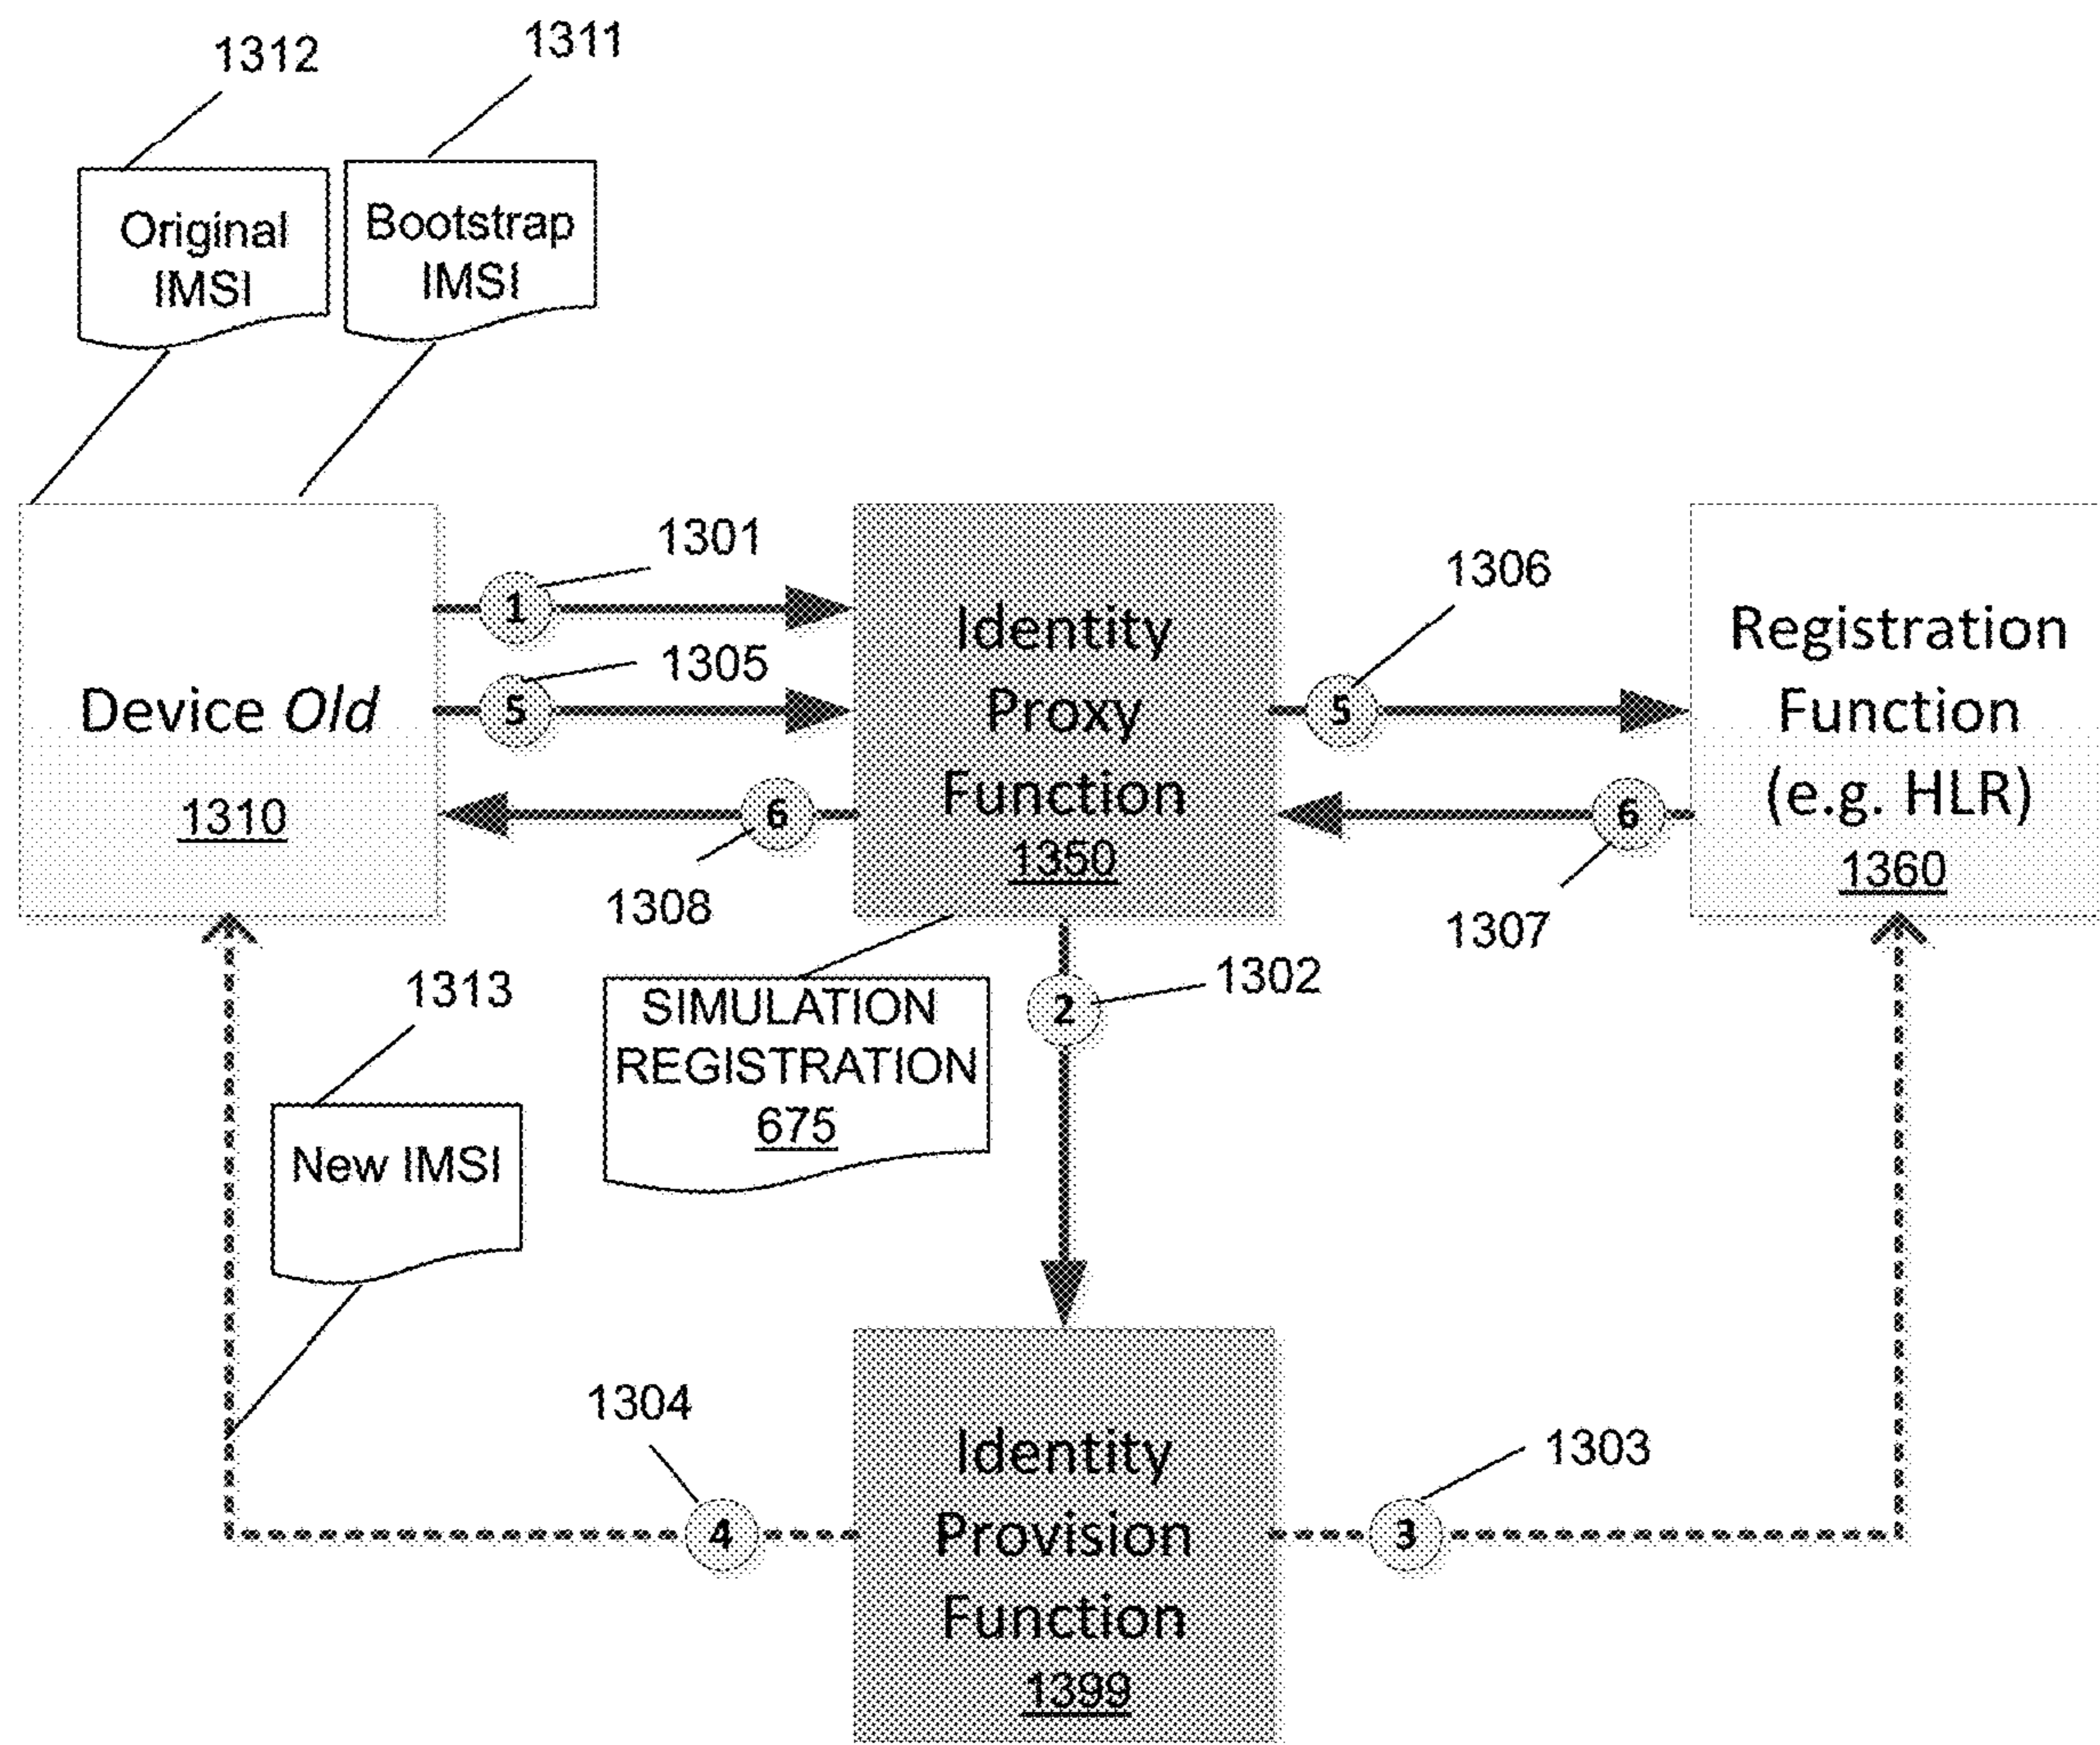 1312
1311
Original
IMSI
Bootstrap
IMSI
1301
1306
1
Identity
Registration
1305
5
5
Device Old
Proxy
Function
1310
6
Function
6
(e.g. HLR)
1350
1360
1308
1307
1313
SIMULATION
2
1302
REGISTRATION
675
New IMSI
1304
Identity
1303
4
Provision
3
Function
1399